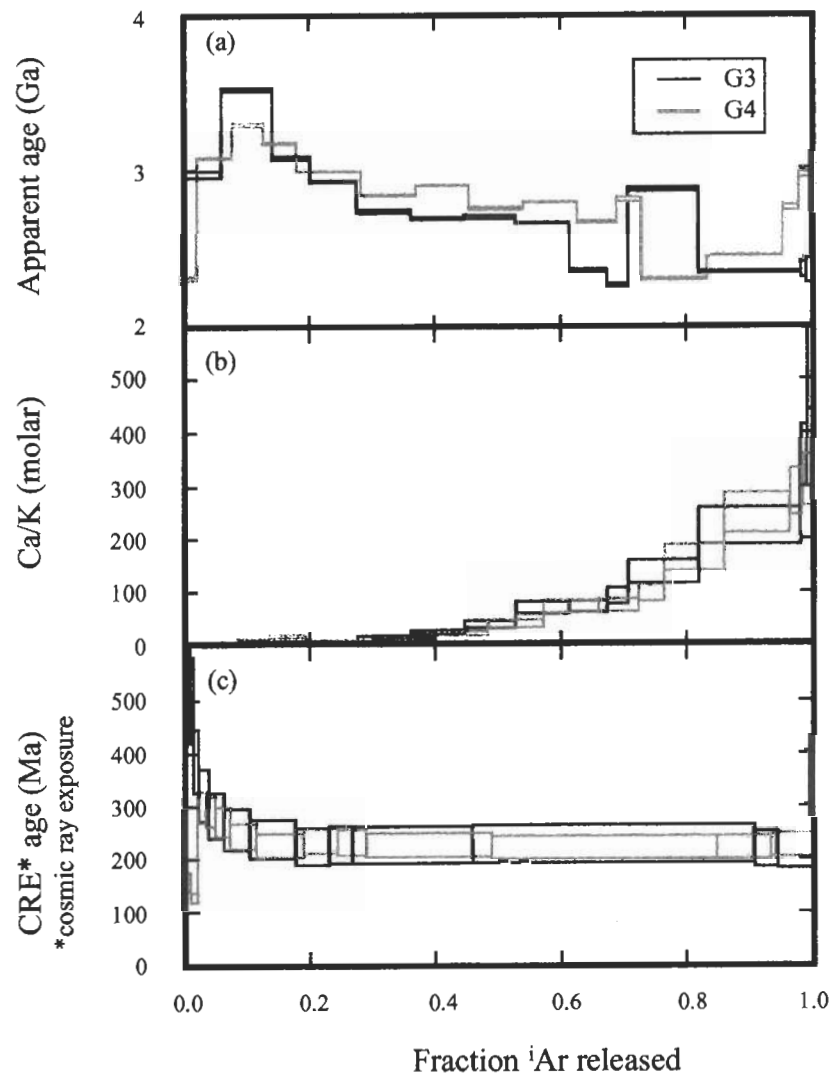 4
(a)
G3
G4
3
Apparent age (Ga)
2
(b)
500
400
300
200
100
0
Ca/K (molar)
(c)
500
400
300
200
100
0
CRE* age (Ma)
*cosmic ray exposure
0.0 0.2 0.4 0.6 0.8 1.0
Fraction ⁱAr released